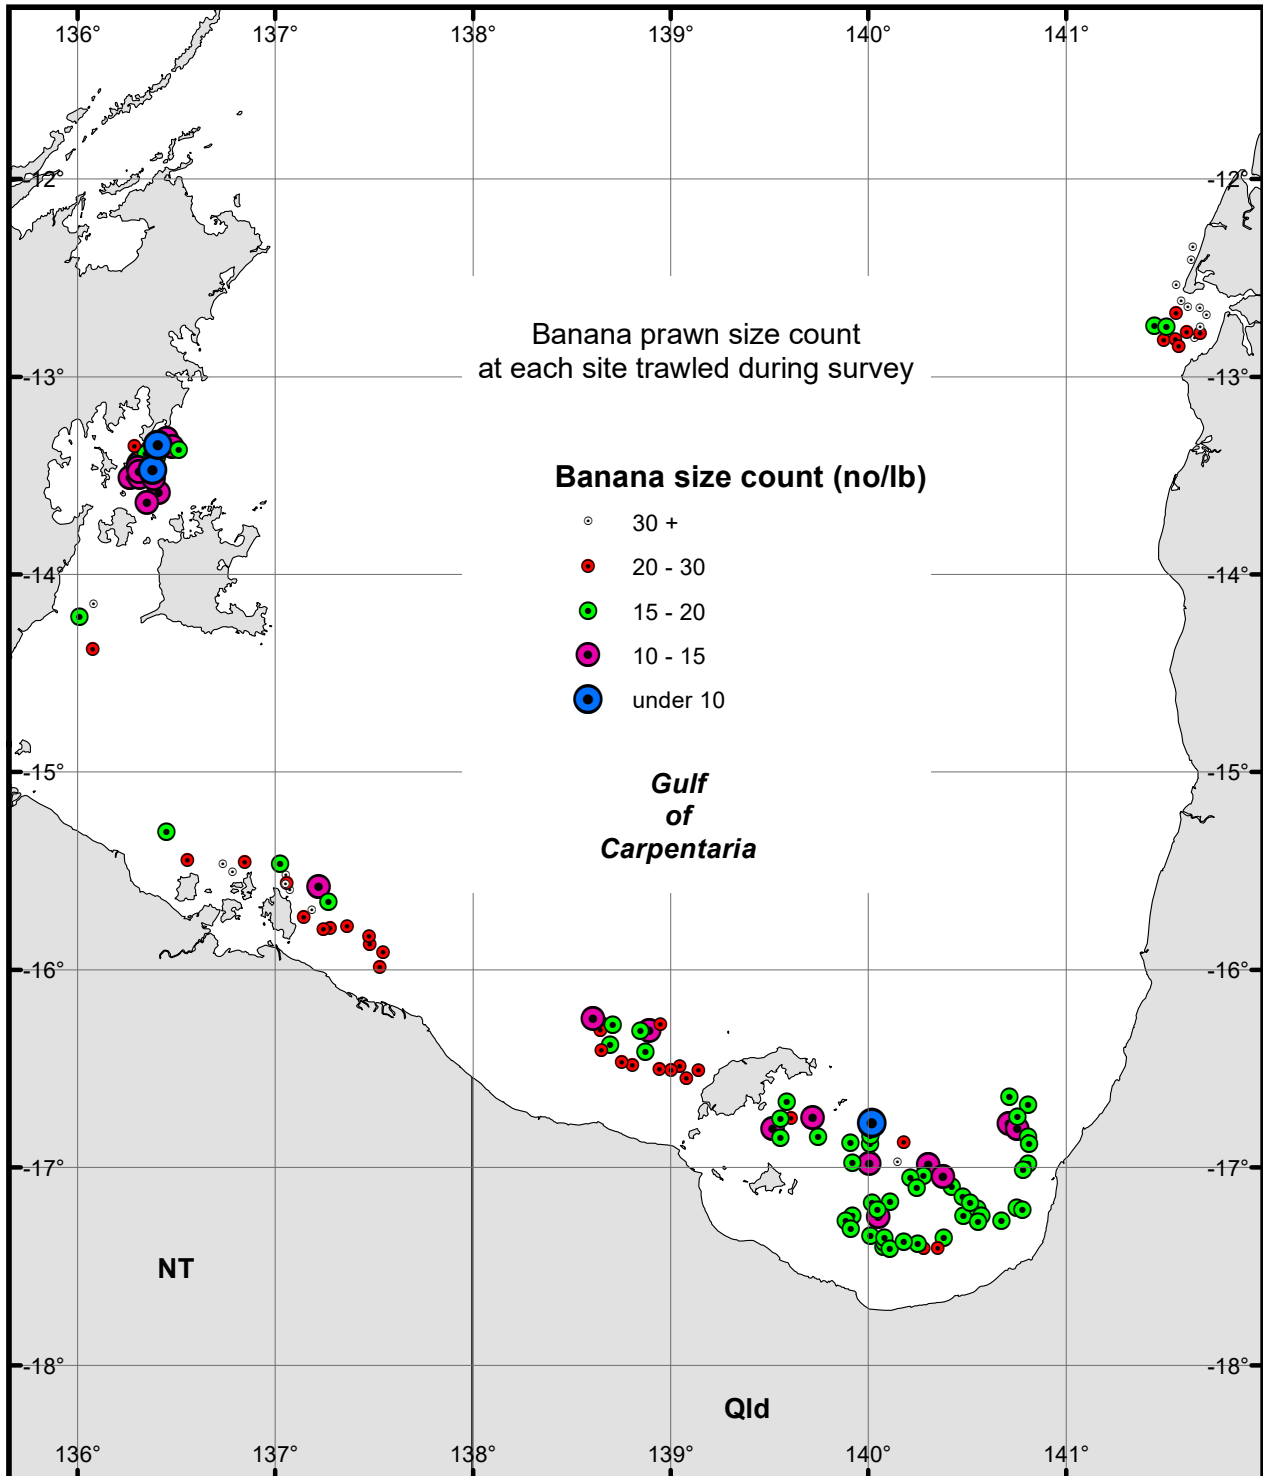 136° 137° 138° 139° 140° 141°
-12° -12°
Banana prawn size count
at each site trawled during survey
-13° -13°
Banana size count (no/lb)
30 +
20 - 30
-14° -14°
15 - 20
10 - 15
under 10
-15° -15°
Gulf
of
Carpentaria
-16° -16°
-17° -17°
NT
-18° -18°
Qld
136° 137° 138° 139° 140° 141°